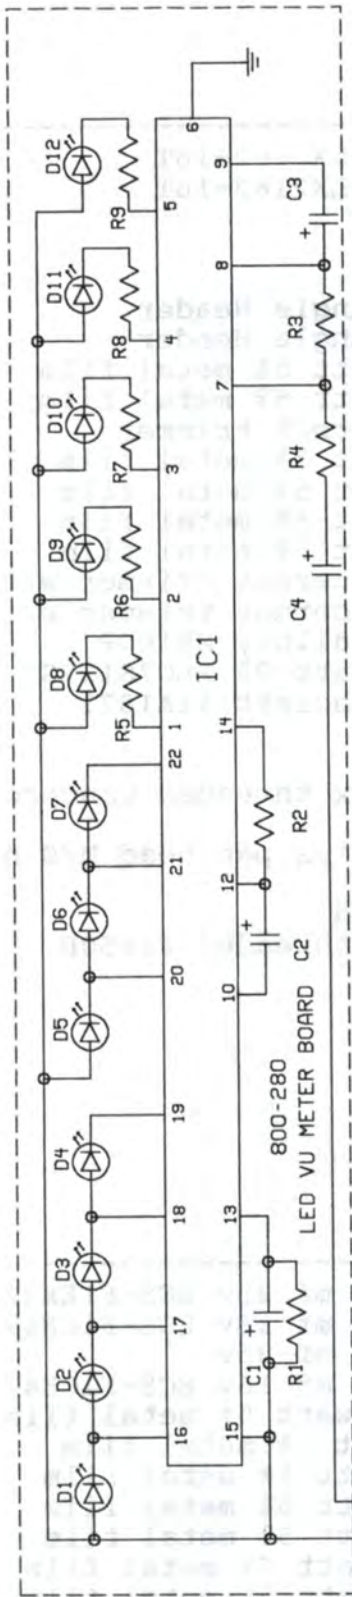 D1 D2 D3 D4 D5 D6 D7 D8 D9 D10 D11 D12
R5 R6 R7 R8 R9
16 17 18 19 20 21 22 1 2 3 4 5
6
IC1
15 13 10 12 14 7 8 9
C1 + C2 + R2 C4 + R4 R3 C3 +
R1
800-280
LED VU METER BOARD